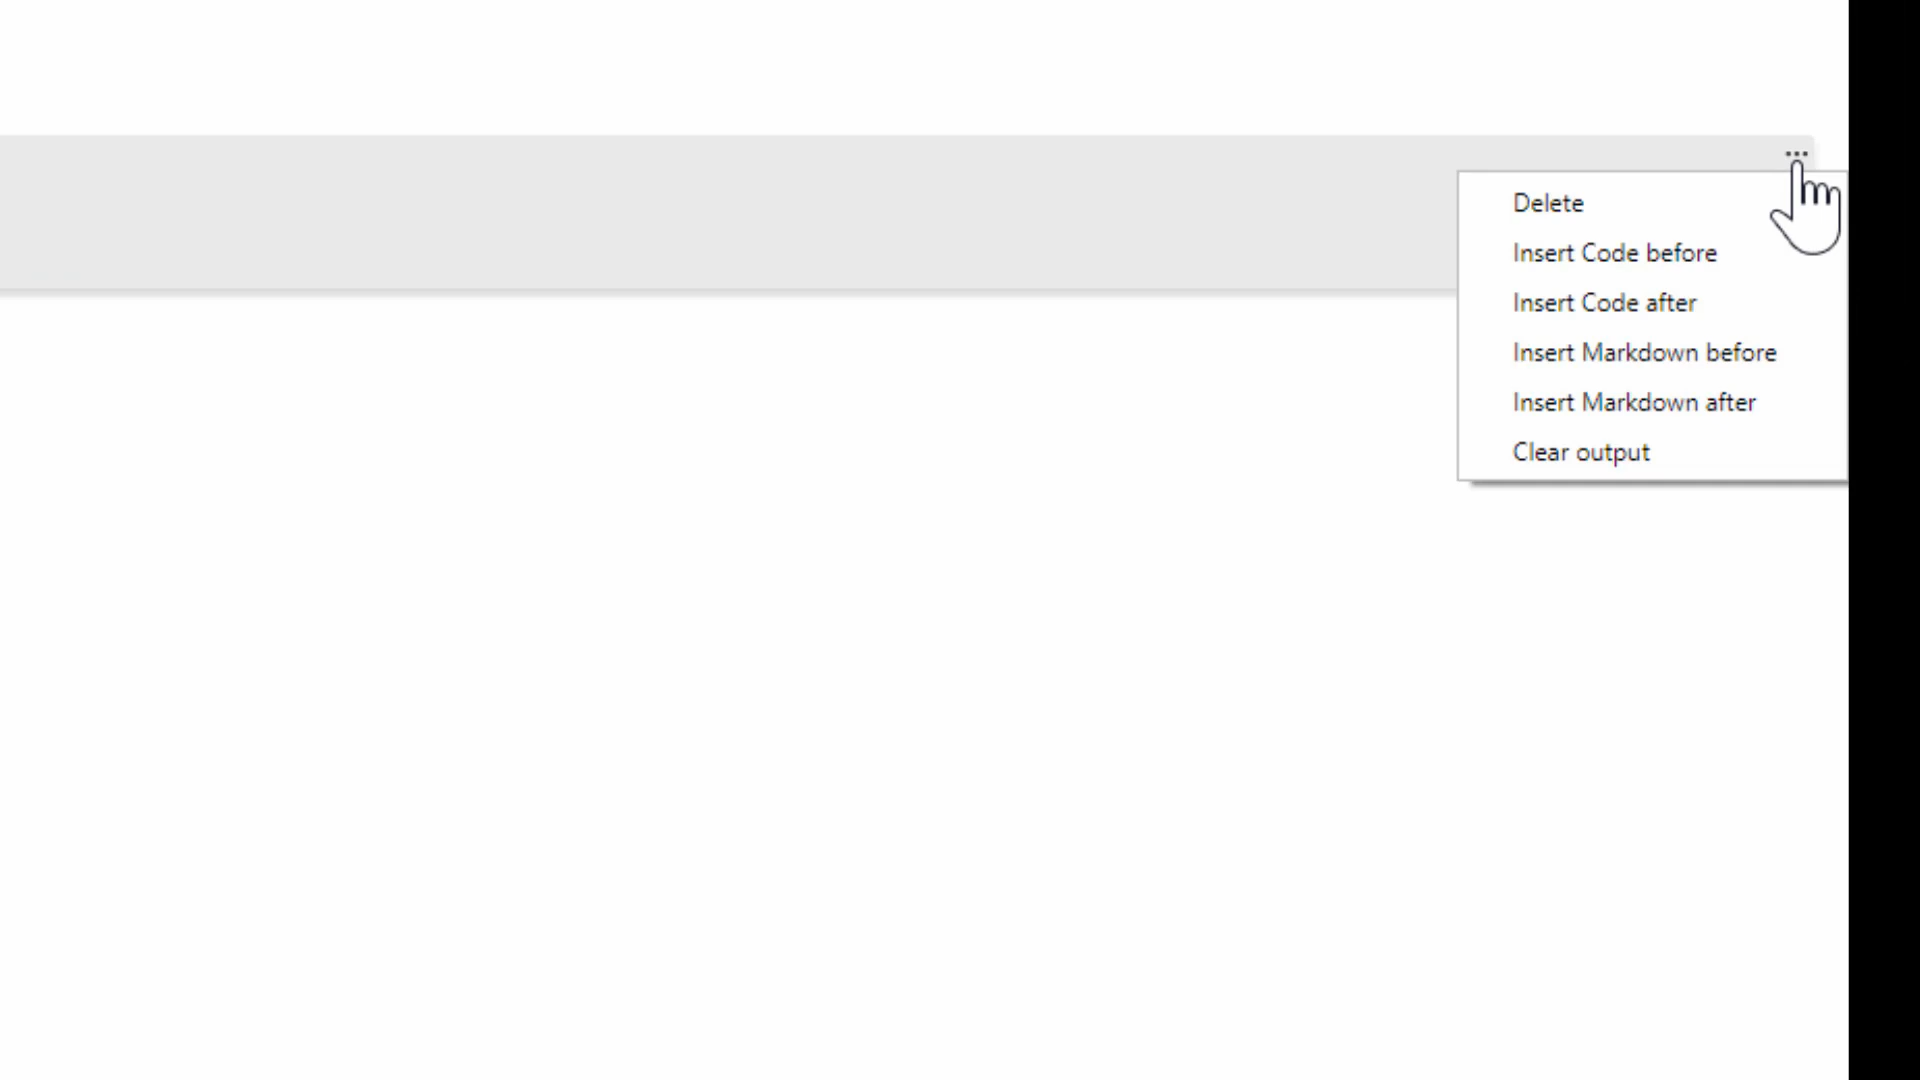 Delete
Insert Code before
Insert Code after
Insert Markdown before
Insert Markdown after
Clear output